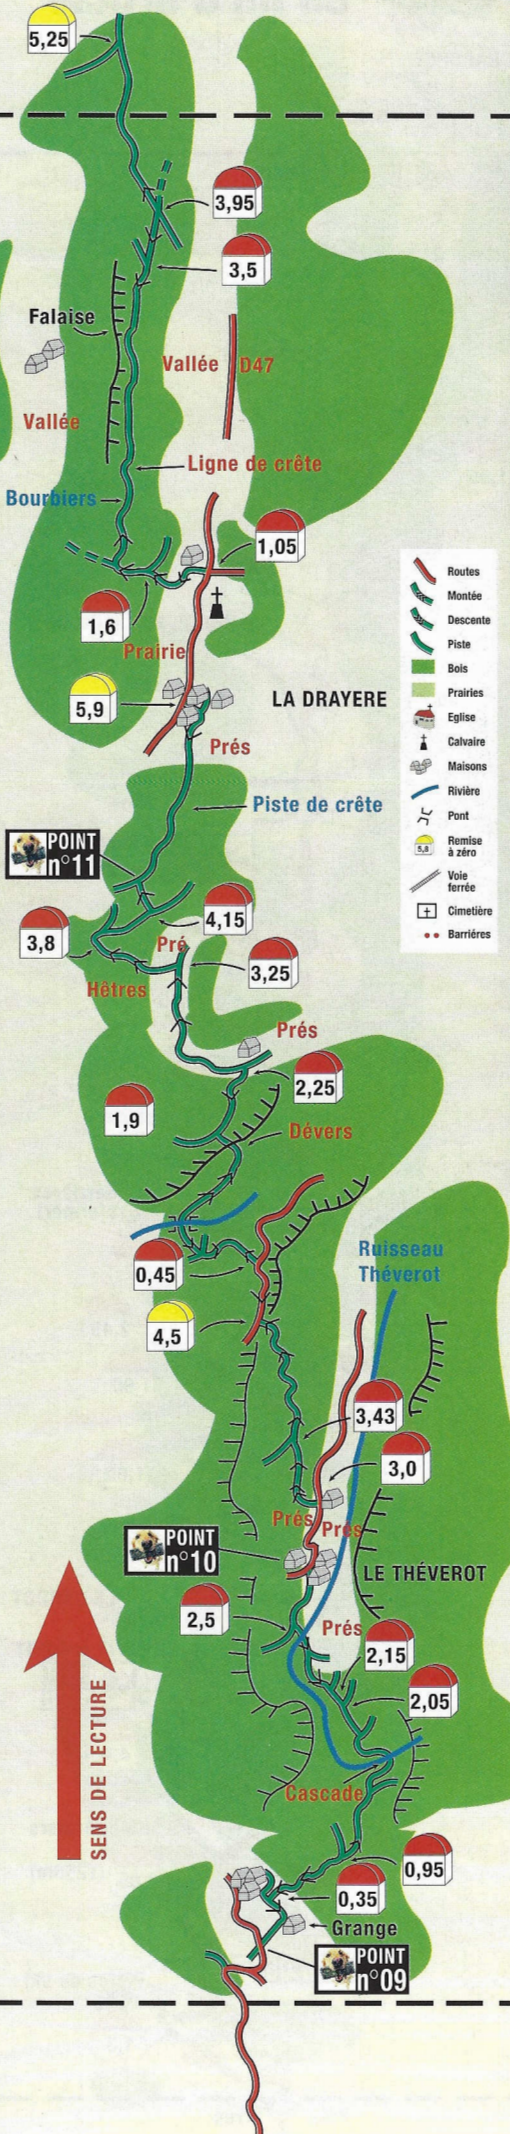 5,25
3,95
3,5
Falaise
Vallée
D47
Vallée
Ligne de crête
Bourbiers
1,05
1,6
Prairie
5,9
LA DRAYERE
Prés
Piste de crête
POINT
n°11
4,15
3,8
Pré
3,25
Hêtres
Prés
2,25
1,9
Dévers
Ruisseau
Théverot
0,45
4,5
3,43
3,0
Prés
Prés
POINT
n°10
LE THÉVEROT
2,5
Prés
2,15
2,05
SENS DE LECTURE
Cascade
0,95
0,35
Grange
POINT
n°09
Routes
Montée
Descente
Piste
Bois
Prairies
Eglise
Calvaire
Maisons
Rivière
Pont
5,8
Remise
à zéro
Voie
ferrée
Cimetière
Barriéres